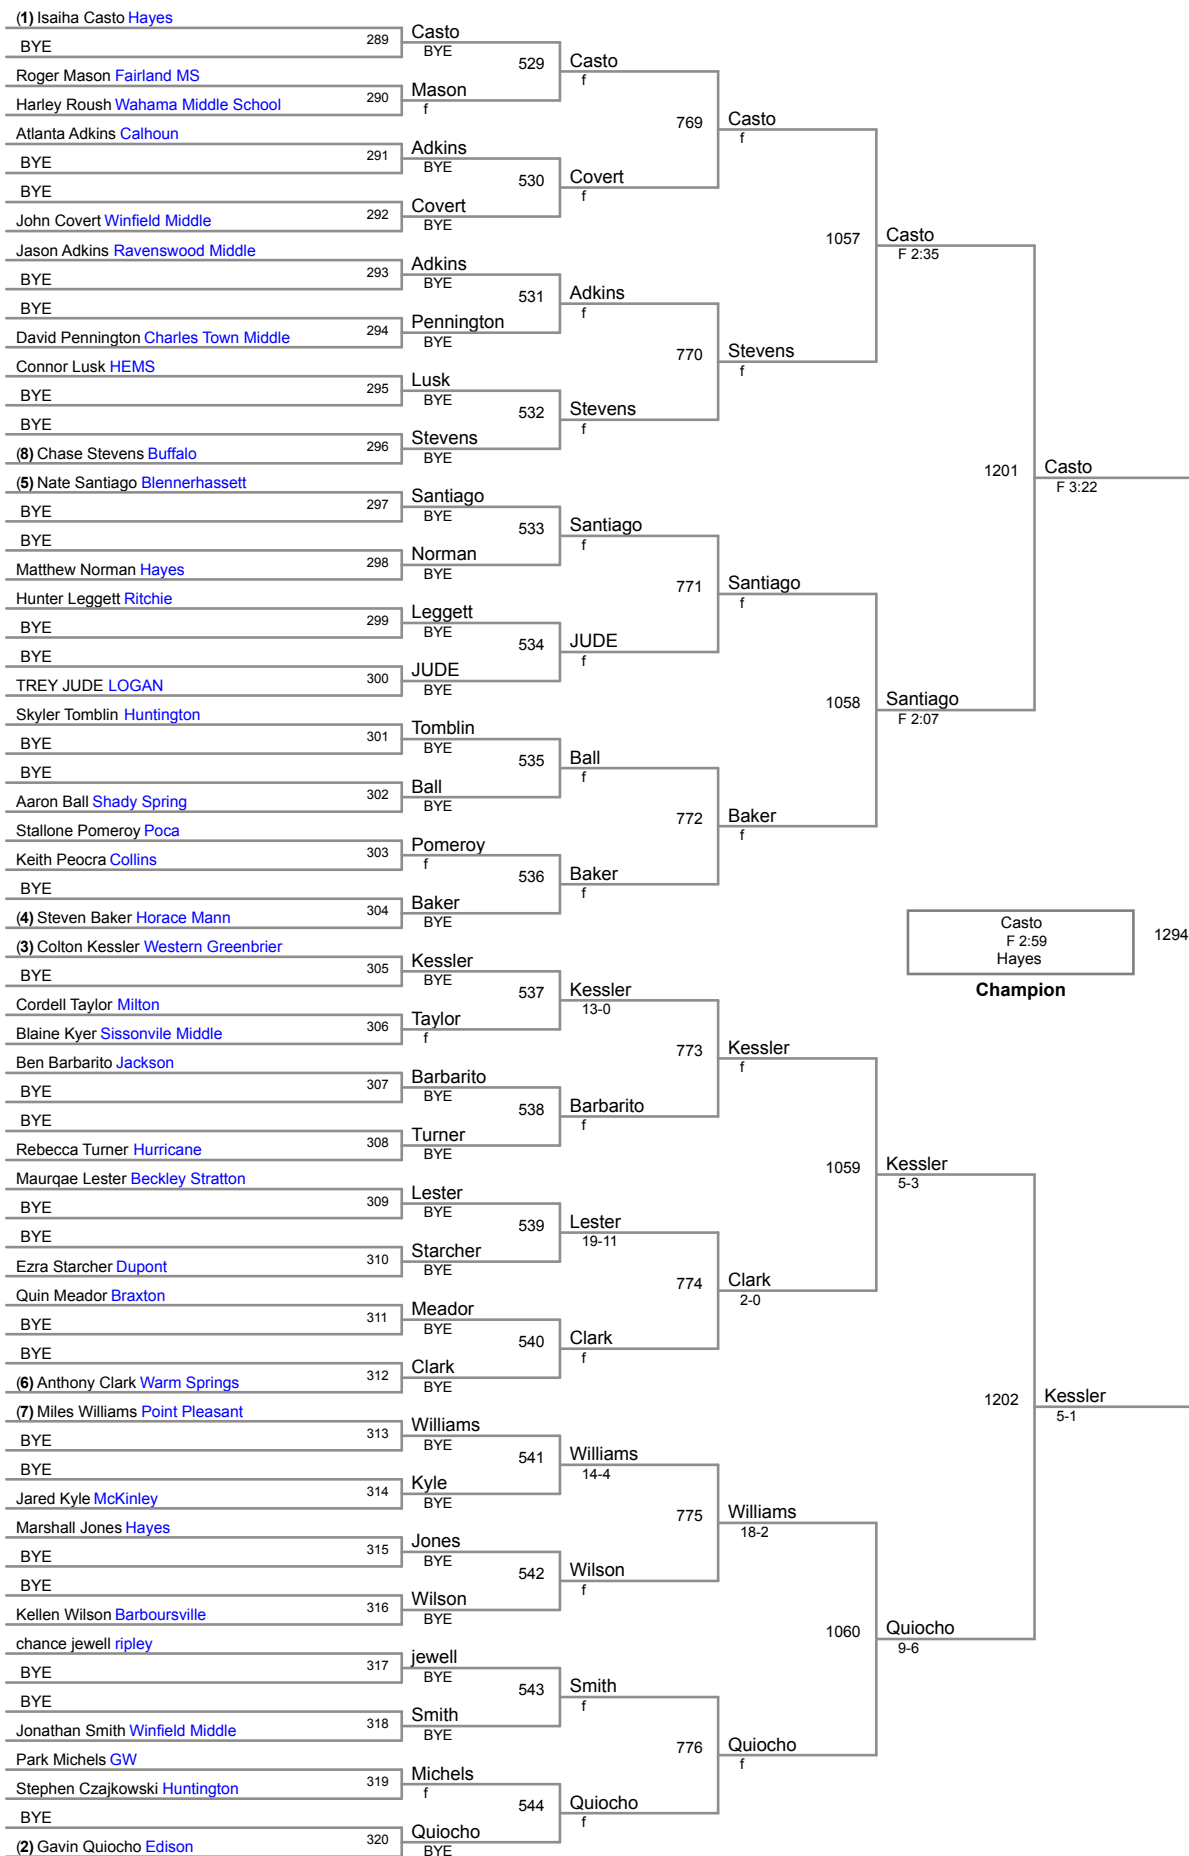 (1) Isaiha Casto Hayes
BYE
Roger Mason Fairland MS
Harley Roush Wahama Middle School
Atlanta Adkins Calhoun
BYE
BYE
John Covert Winfield Middle
Jason Adkins Ravenswood Middle
BYE
BYE
David Pennington Charles Town Middle
Connor Lusk HEMS
BYE
BYE
(8) Chase Stevens Buffalo
(5) Nate Santiago Blennerhassett
BYE
BYE
Matthew Norman Hayes
Hunter Leggett Ritchie
BYE
BYE
TREY JUDE LOGAN
Skyler Tomblin Huntington
BYE
BYE
Aaron Ball Shady Spring
Stallone Pomeroy Poca
Keith Peocra Collins
BYE
(4) Steven Baker Horace Mann
(3) Colton Kessler Western Greenbrier
BYE
Cordell Taylor Milton
Blaine Kyer Sissonvile Middle
Ben Barbarito Jackson
BYE
BYE
Rebecca Turner Hurricane
Maurqae Lester Beckley Stratton
BYE
BYE
Ezra Starcher Dupont
Quin Meador Braxton
BYE
BYE
(6) Anthony Clark Warm Springs
(7) Miles Williams Point Pleasant
BYE
BYE
Jared Kyle McKinley
Marshall Jones Hayes
BYE
BYE
Kellen Wilson Barboursville
chance jewell ripley
BYE
BYE
Jonathan Smith Winfield Middle
Park Michels GW
Stephen Czajkowski Huntington
BYE
(2) Gavin Quiocho Edison
289 Casto
BYE
290 Mason
f
291 Adkins
BYE
292 Covert
BYE
293 Adkins
BYE
294 Pennington
BYE
295 Lusk
BYE
296 Stevens
BYE
297 Santiago
BYE
298 Norman
BYE
299 Leggett
BYE
300 JUDE
BYE
301 Tomblin
BYE
302 Ball
BYE
303 Pomeroy
f
304 Baker
BYE
305 Kessler
BYE
306 Taylor
f
307 Barbarito
BYE
308 Turner
BYE
309 Lester
BYE
310 Starcher
BYE
311 Meador
BYE
312 Clark
BYE
313 Williams
BYE
314 Kyle
BYE
315 Jones
BYE
316 Wilson
BYE
317 jewell
BYE
318 Smith
BYE
319 Michels
f
320 Quiocho
BYE
529 Casto
f
530 Covert
f
531 Adkins
f
532 Stevens
f
533 Santiago
f
534 JUDE
f
535 Ball
f
536 Baker
f
537 Kessler
13-0
538 Barbarito
f
539 Lester
19-11
540 Clark
f
541 Williams
14-4
542 Wilson
f
543 Smith
f
544 Quiocho
f
769 Casto
f
770 Stevens
f
771 Santiago
f
772 Baker
f
773 Kessler
f
774 Clark
2-0
775 Williams
18-2
776 Quiocho
f
1057 Casto
F 2:35
1058 Santiago
F 2:07
1059 Kessler
5-3
1060 Quiocho
9-6
1201 Casto
F 3:22
1202 Kessler
5-1
Casto
F 2:59
Hayes
1294
Champion